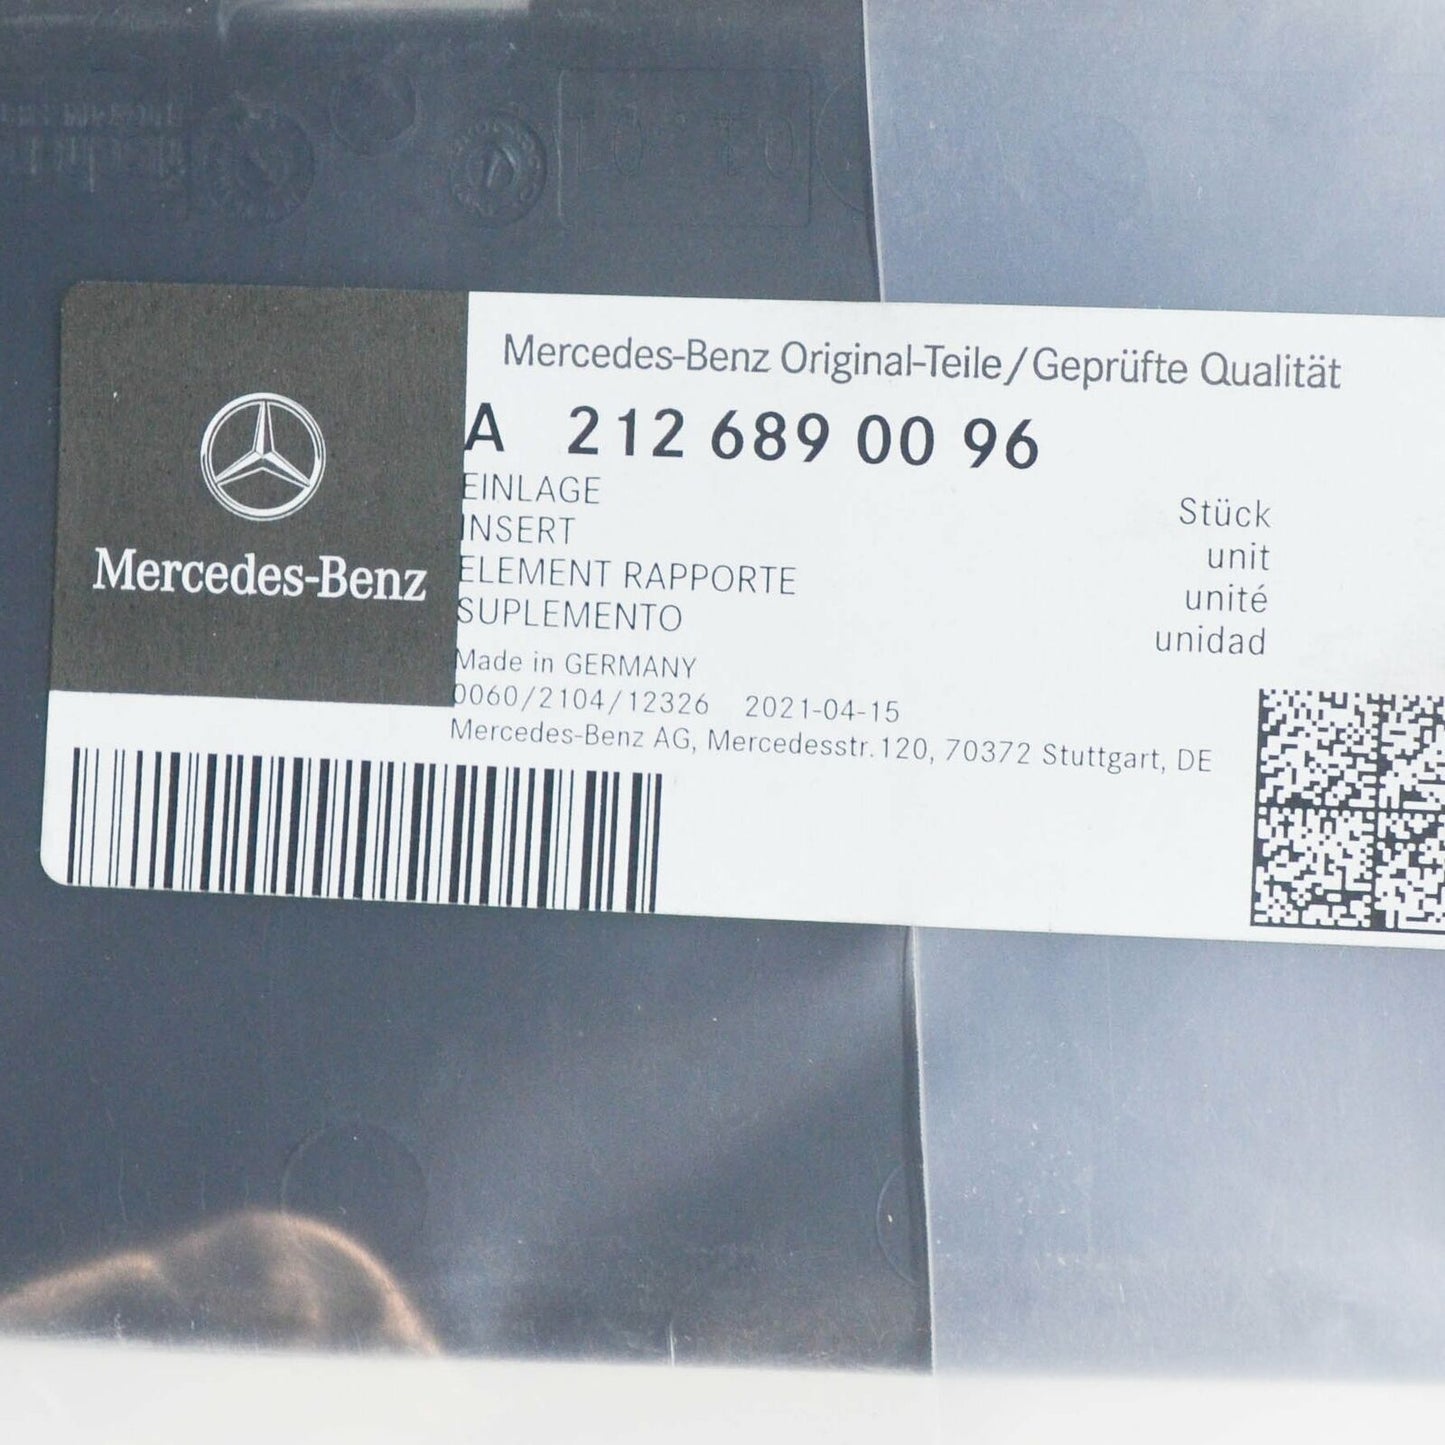 Mercedes-Benz Original-Teile/Geprüfte Qualität
A 212 689 00 96
EINLAGE
INSERT
ELEMENT RAPPORTE
SUPLEMENTO
Stück
unit
unité
unidad
Mercedes-Benz
Made in GERMANY
0060/2104/12326 2021-04-15
Mercedes-Benz AG, Mercedesstr.120, 70372 Stuttgart, DE